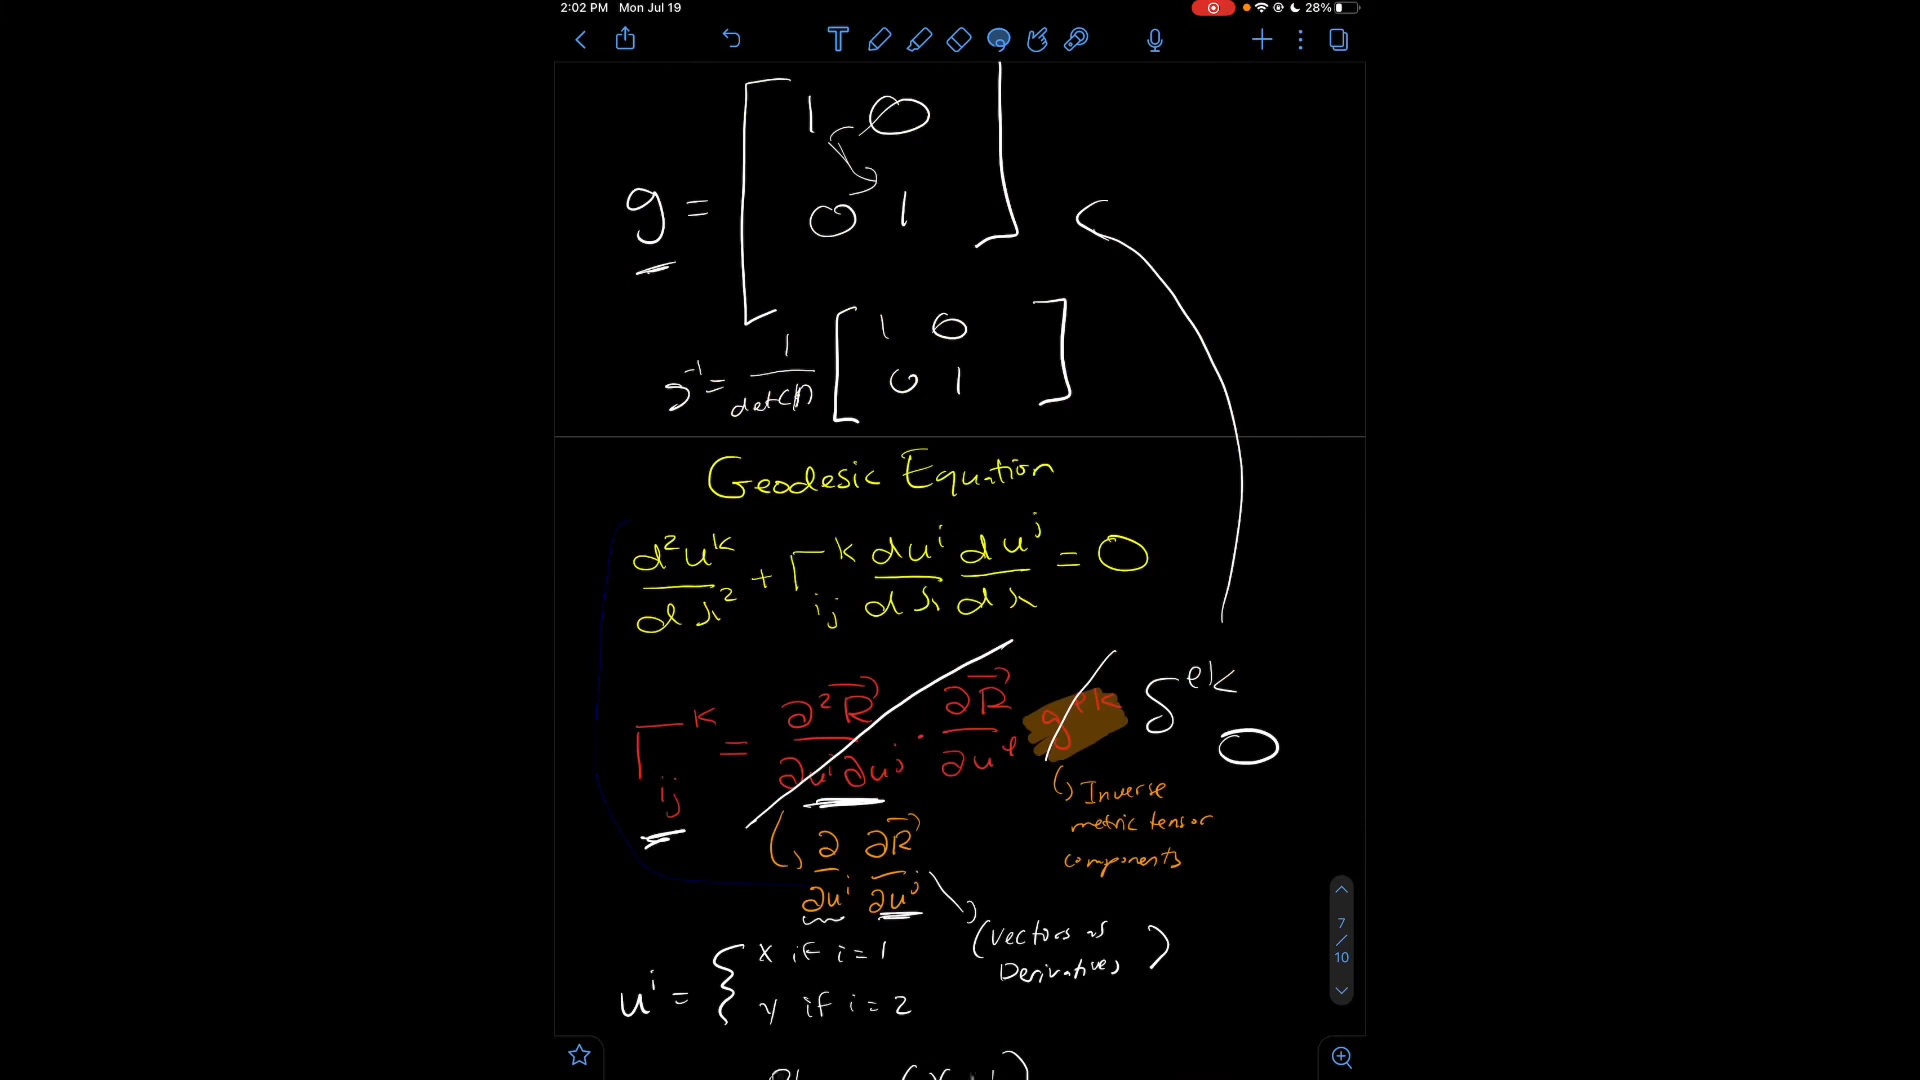 2:02 PM Mon Jul 19 28%
T
1 0
g = 0 1
g⁻¹ = 1/det(1) [ 1 0
0 1 ]
Geodesic Equation
d²uᵏ/dλ² + Γᵏᵢⱼ duⁱ/dλ duʲ/dλ = 0
Γᵏᵢⱼ = ∂²R⃗/∂uⁱ∂uʲ · ∂R⃗/∂uˡ gˡᵏ δˡᵏ
0
Inverse
metric tensor
components
∂/∂uⁱ ∂R⃗/∂uʲ
(Vectors as
Derivatives)
uⁱ = { x if i = 1
y if i = 2
7
/
10